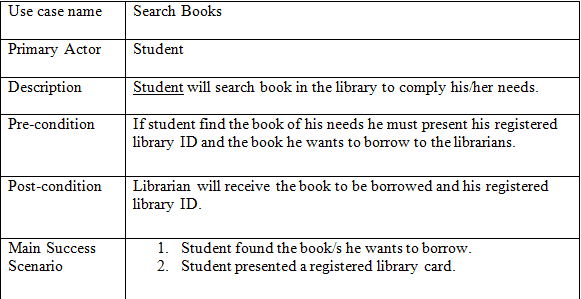 Use case name Search Books
Primary Actor Student
Description Student will search book in the library to comply his/her needs.
Pre-condition If student find the book of his needs he must present his registered
library ID and the book he wants to borrow to the librarians.
Post-condition Librarian will receive the book to be borrowed and his registered
library ID.
Main Success 1. Student found the book/s he wants to borrow.
Scenario 2. Student presented a registered library card.